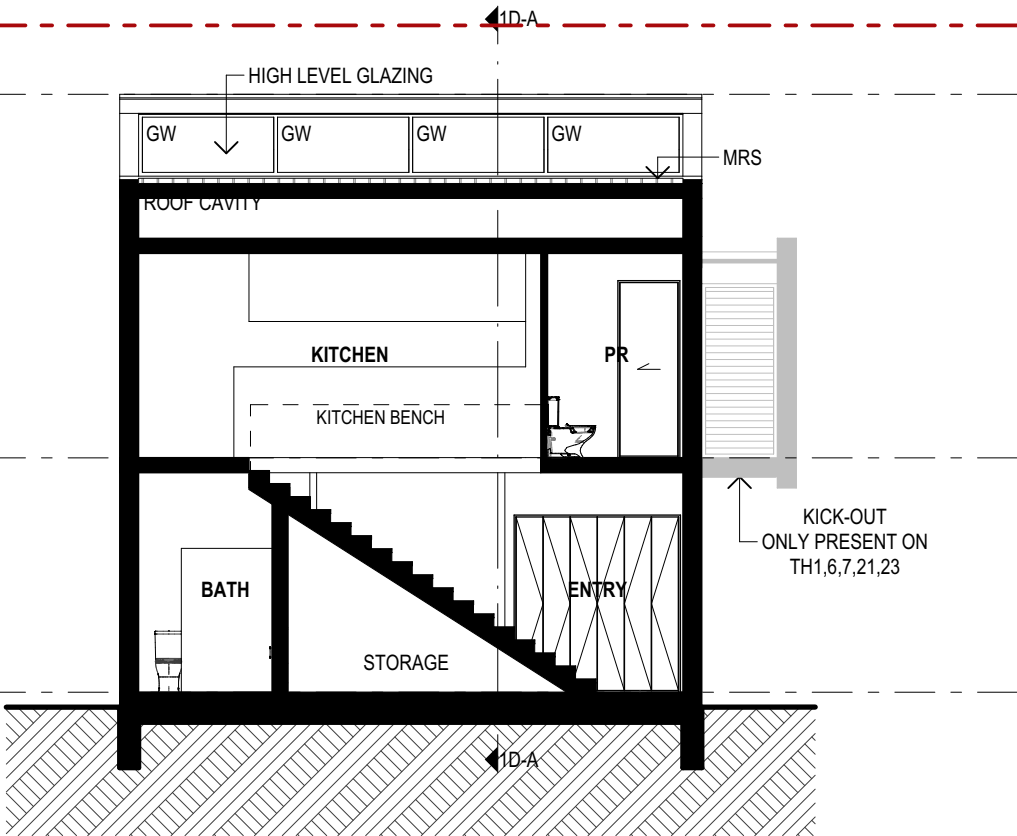 1D-A
HIGH LEVEL GLAZING
GW
GW
GW
GW
MRS
ROOF CAVITY
KITCHEN
PR
KITCHEN BENCH
KICK-OUT
ONLY PRESENT ON
TH1,6,7,21,23
BATH
ENTRY
STORAGE
1D-A